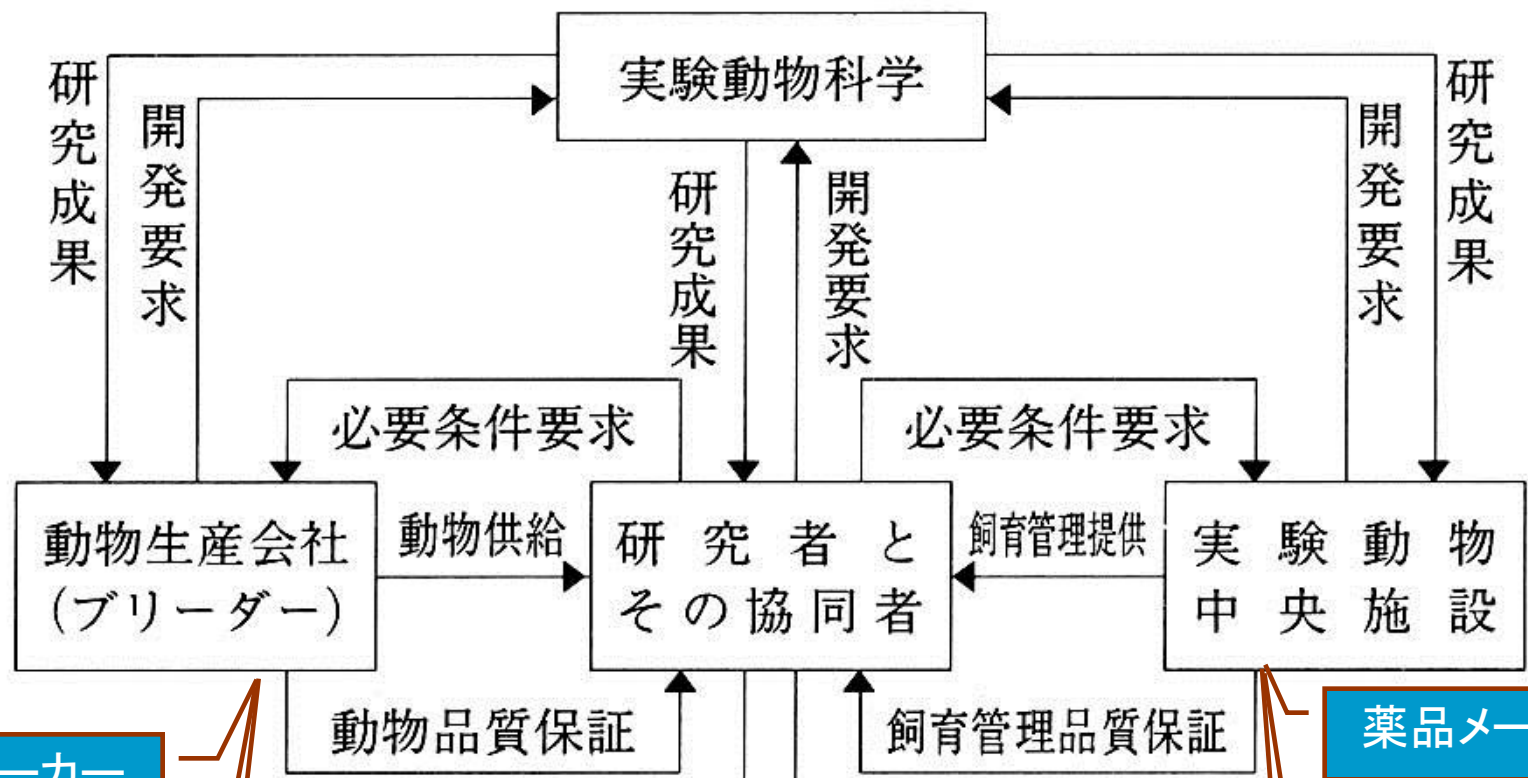 実験動物科学
研究成果
開発要求
研究成果
開発要求
開発要求
研究成果
必要条件要求
必要条件要求
動物生産会社
(ブリーダー)
動物供給
研究者と
その協同者
飼育管理提供
実験動物
中央施設
動物品質保証
飼育管理品質保証
ーカー
薬品メー